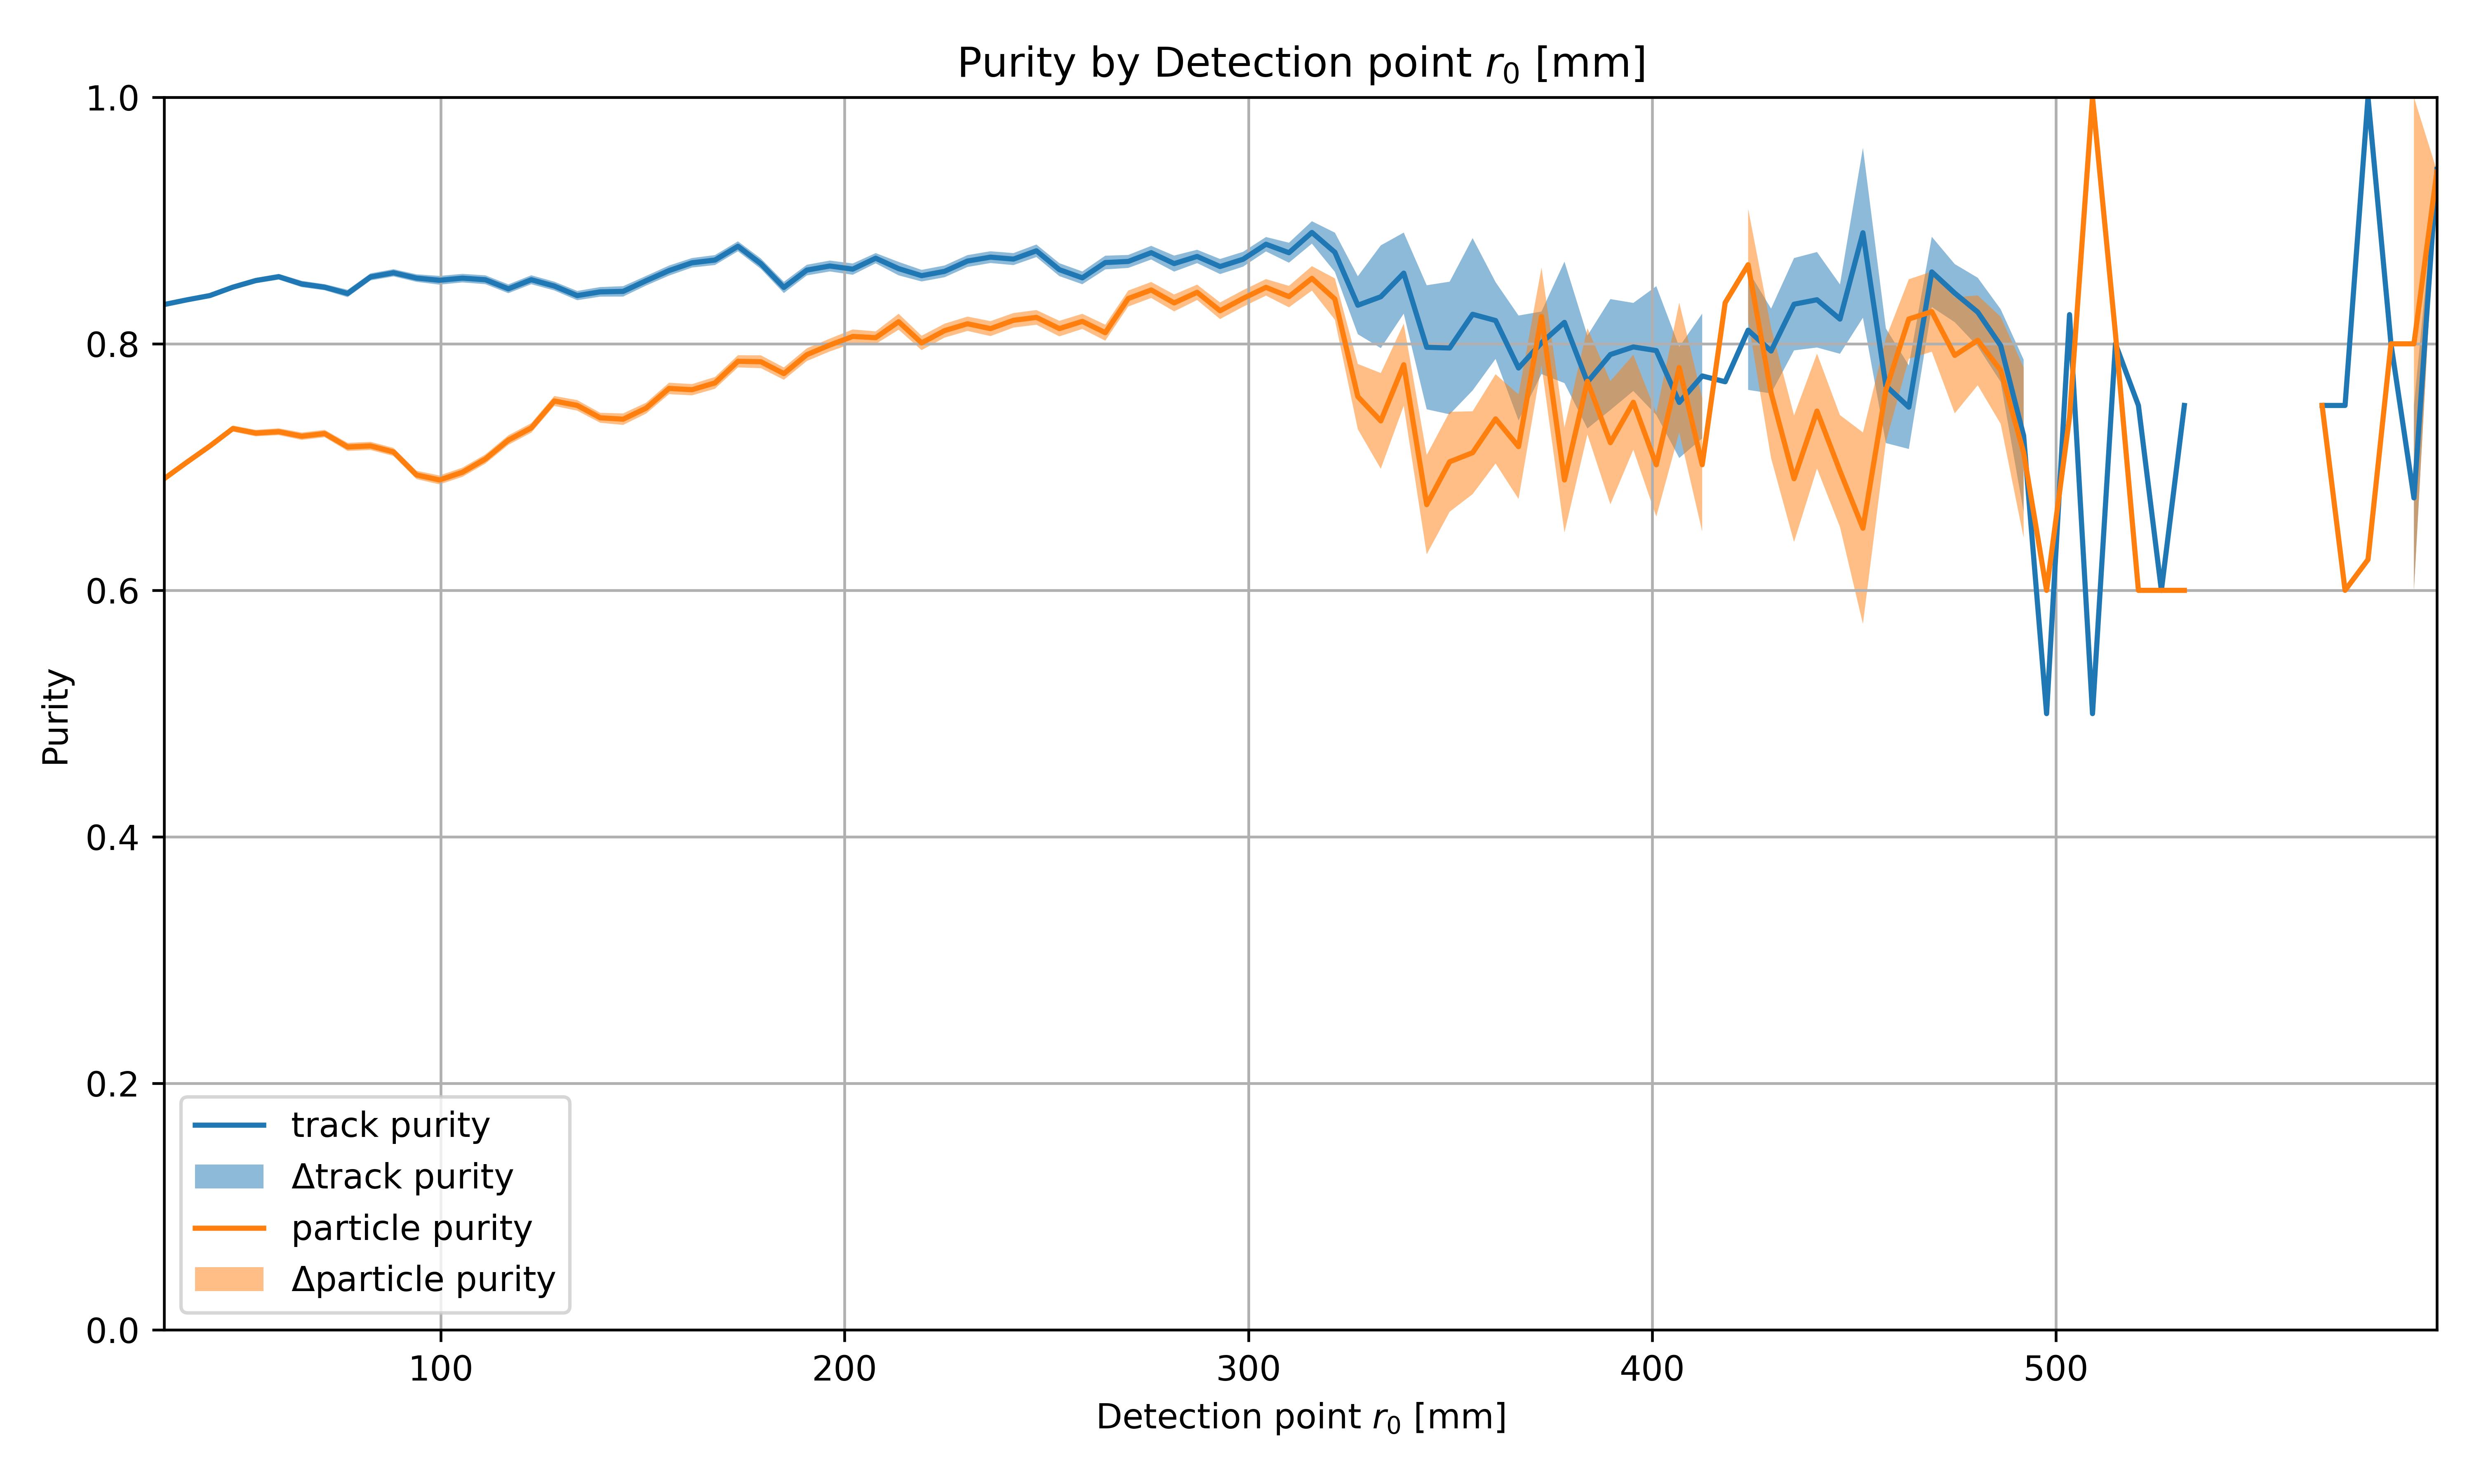 Purity by Detection point r₀ [mm]
1.0
0.8
0.6
0.4
0.2
0.0
Purity
track purity
Δtrack purity
particle purity
Δparticle purity
100 200 300 400 500
Detection point r₀ [mm]